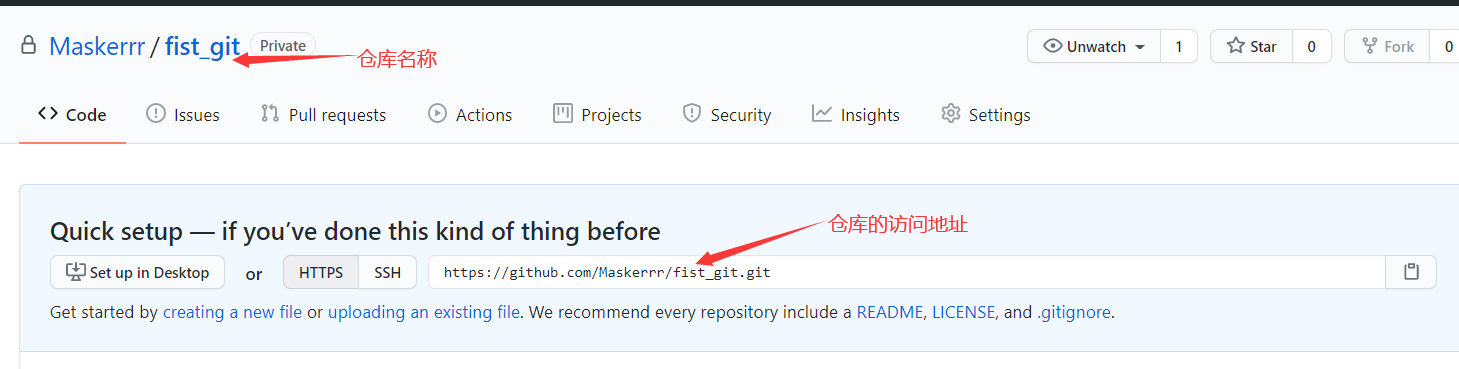 Maskerrr / fist_git Private
仓库名称
Unwatch 1 Star 0 Fork 0
Code Issues Pull requests Actions Projects Security Insights Settings
Quick setup — if you’ve done this kind of thing before
仓库的访问地址
Set up in Desktop or HTTPS SSH https://github.com/Maskerrr/fist_git.git
Get started by creating a new file or uploading an existing file. We recommend every repository include a README, LICENSE, and .gitignore.